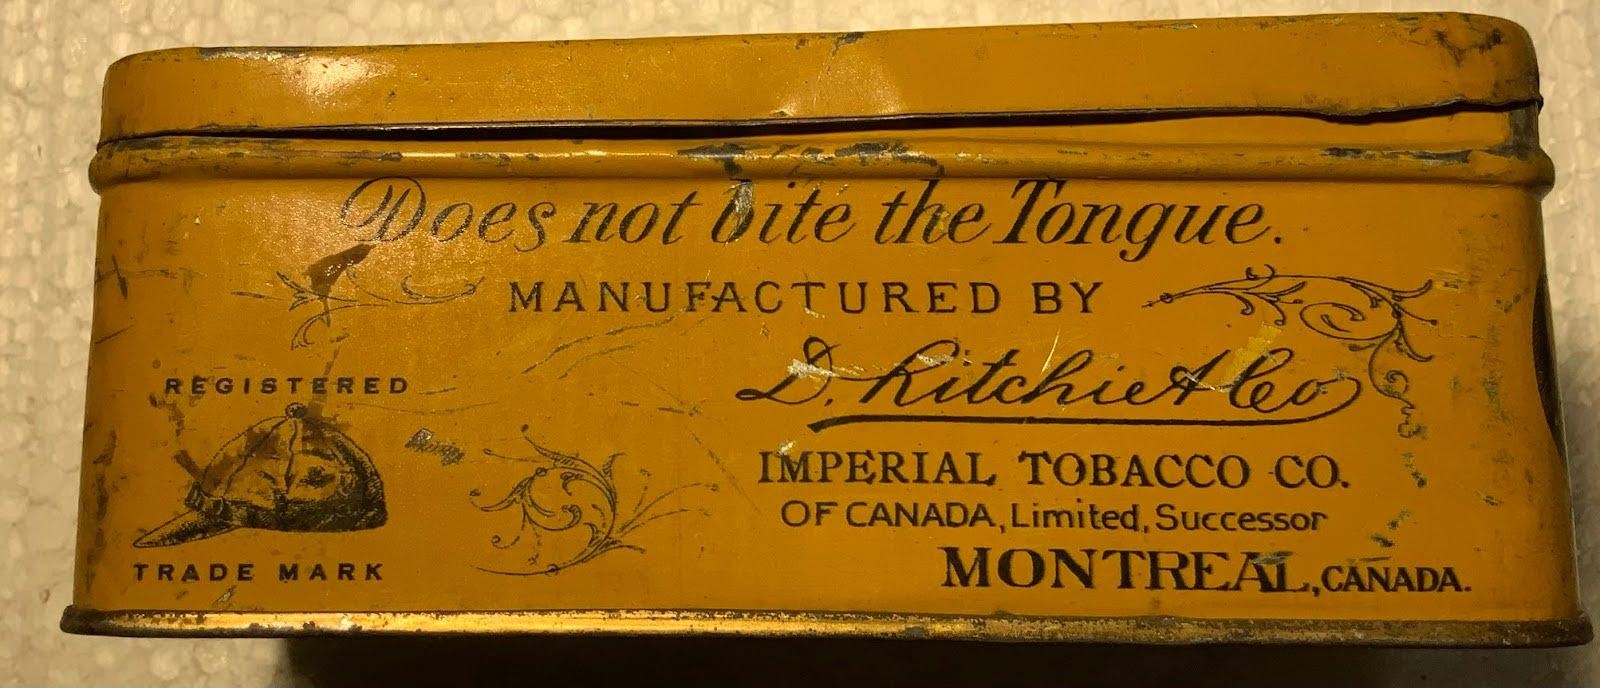 Does not bite the Tongue.
MANUFACTURED BY
D. Ritchie & Co
IMPERIAL TOBACCO CO.
OF CANADA, Limited, Successor
MONTREAL, CANADA.
REGISTERED
TRADE MARK